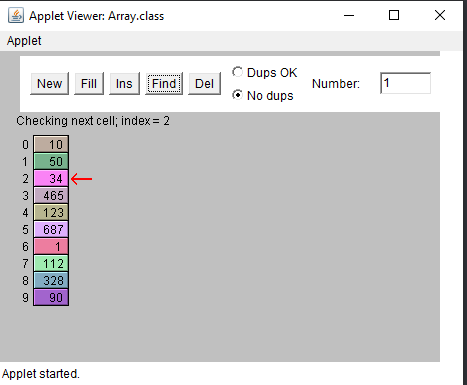 Applet Viewer: Array.class
Applet
New Fill Ins Find Del Dups OK No dups Number: 1
Checking next cell; index = 2
0 10
1 50
2 34
3 465
4 123
5 687
6 1
7 112
8 328
9 90
Applet started.